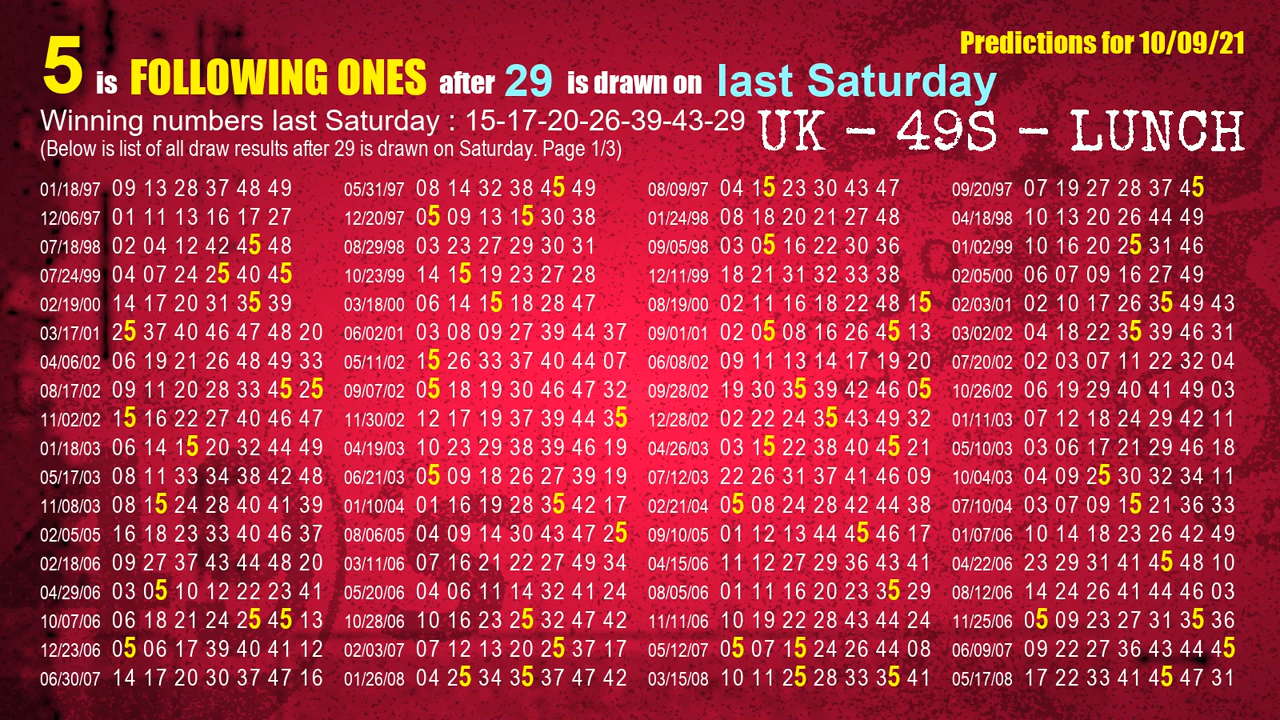 Predictions for 10/09/21
5 is FOLLOWING ONES after 29 is drawn on last Saturday
Winning numbers last Saturday : 15-17-20-26-39-43-29
UK - 49S - LUNCH
(Below is list of all draw results after 29 is drawn on Saturday. Page 1/3)
01/18/97 09 13 28 37 48 49 05/31/97 08 14 32 38 45 49 08/09/97 04 15 23 30 43 47 09/20/97 07 19 27 28 37 45
12/06/97 01 11 13 16 17 27 12/20/97 05 09 13 15 30 38 01/24/98 08 18 20 21 27 48 04/18/98 10 13 20 26 44 49
07/18/98 02 04 12 42 45 48 08/29/98 03 23 27 29 30 31 09/05/98 03 05 16 22 30 36 01/02/99 10 16 20 25 31 46
07/24/99 04 07 24 25 40 45 10/23/99 14 15 19 23 27 28 12/11/99 18 21 31 32 33 38 02/05/00 06 07 09 16 27 49
02/19/00 14 17 20 31 35 39 03/18/00 06 14 15 18 28 47 08/19/00 02 11 16 18 22 48 15 02/03/01 02 10 17 26 35 49 43
03/17/01 25 37 40 46 47 48 20 06/02/01 03 08 09 27 39 44 37 09/01/01 02 05 08 16 26 45 13 03/02/02 04 18 22 35 39 46 31
04/06/02 06 19 21 26 48 49 33 05/11/02 15 26 33 37 40 44 07 06/08/02 09 11 13 14 17 19 20 07/20/02 02 03 07 11 22 32 04
08/17/02 09 11 20 28 33 45 25 09/07/02 05 18 19 30 46 47 32 09/28/02 19 30 35 39 42 46 05 10/26/02 06 19 29 40 41 49 03
11/02/02 15 16 22 27 40 46 47 11/30/02 12 17 19 37 39 44 35 12/28/02 02 22 24 35 43 49 32 01/11/03 07 12 18 24 29 42 11
01/18/03 06 14 15 20 32 44 49 04/19/03 10 23 29 38 39 46 19 04/26/03 03 15 22 38 40 45 21 05/10/03 03 06 17 21 29 46 18
05/17/03 08 11 33 34 38 42 48 06/21/03 05 09 18 26 27 39 19 07/12/03 22 26 31 37 41 46 09 10/04/03 04 09 25 30 32 34 11
11/08/03 08 15 24 28 40 41 39 01/10/04 01 16 19 28 35 42 17 02/21/04 05 08 24 28 42 44 38 07/10/04 03 07 09 15 21 36 33
02/05/05 16 18 23 33 40 46 37 08/06/05 04 09 14 30 43 47 25 09/10/05 01 12 44 44 45 46 17 01/07/06 10 14 18 23 26 42 49
02/18/06 09 27 37 43 44 48 20 03/11/06 07 16 21 22 27 49 34 04/15/06 11 12 27 29 36 43 41 04/22/06 23 29 31 41 45 48 10
04/29/06 03 05 10 12 22 23 41 05/20/06 04 06 11 14 32 41 24 08/05/06 01 11 16 20 23 35 29 08/12/06 14 24 26 41 44 46 03
10/07/06 06 18 21 24 25 45 13 10/28/06 10 16 23 25 32 47 42 11/11/06 10 19 22 28 43 44 24 11/25/06 05 09 23 27 31 35 36
12/23/06 05 06 17 39 40 41 12 02/03/07 07 12 13 20 25 37 17 05/12/07 05 07 15 24 26 44 08 06/09/07 09 22 27 36 43 44 45
06/30/07 14 17 20 30 37 47 16 01/26/08 04 25 34 35 47 47 42 03/15/08 10 11 25 28 33 35 41 05/17/08 17 22 33 41 45 47 31